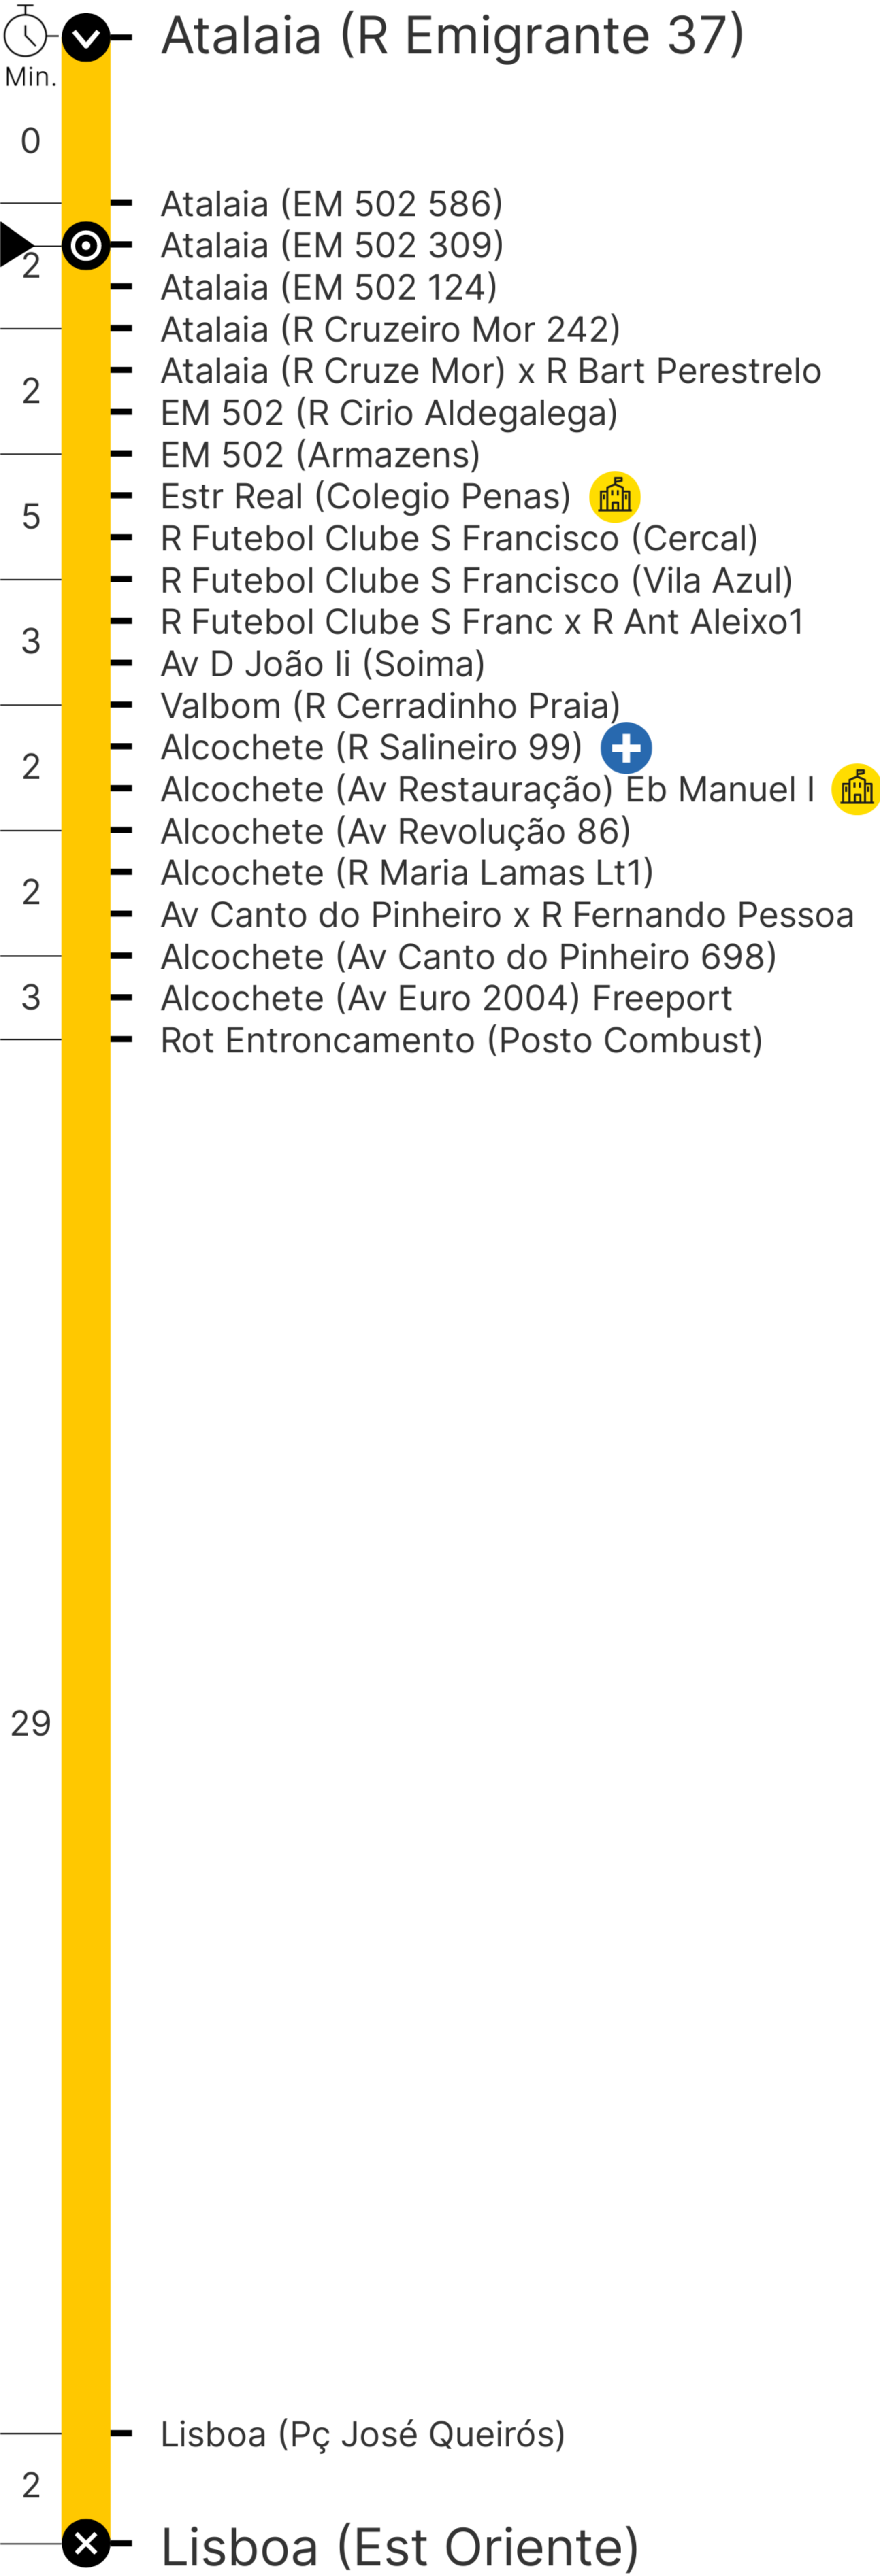 Atalaia (R Emigrante 37)
Min.
0
Atalaia (EM 502 586)
Atalaia (EM 502 309)
2
Atalaia (EM 502 124)
Atalaia (R Cruzeiro Mor 242)
Atalaia (R Cruze Mor) x R Bart Perestrelo
2
EM 502 (R Cirio Aldegalega)
EM 502 (Armazens)
Estr Real (Colegio Penas)
5
R Futebol Clube S Francisco (Cercal)
R Futebol Clube S Francisco (Vila Azul)
R Futebol Clube S Franc x R Ant Aleixo1
3
Av D João Ii (Soima)
Valbom (R Cerradinho Praia)
Alcochete (R Salineiro 99)
2
Alcochete (Av Restauração) Eb Manuel I
Alcochete (Av Revolução 86)
Alcochete (R Maria Lamas Lt1)
2
Av Canto do Pinheiro x R Fernando Pessoa
Alcochete (Av Canto do Pinheiro 698)
3
Alcochete (Av Euro 2004) Freeport
Rot Entroncamento (Posto Combust)
29
Lisboa (Pç José Queirós)
2
Lisboa (Est Oriente)